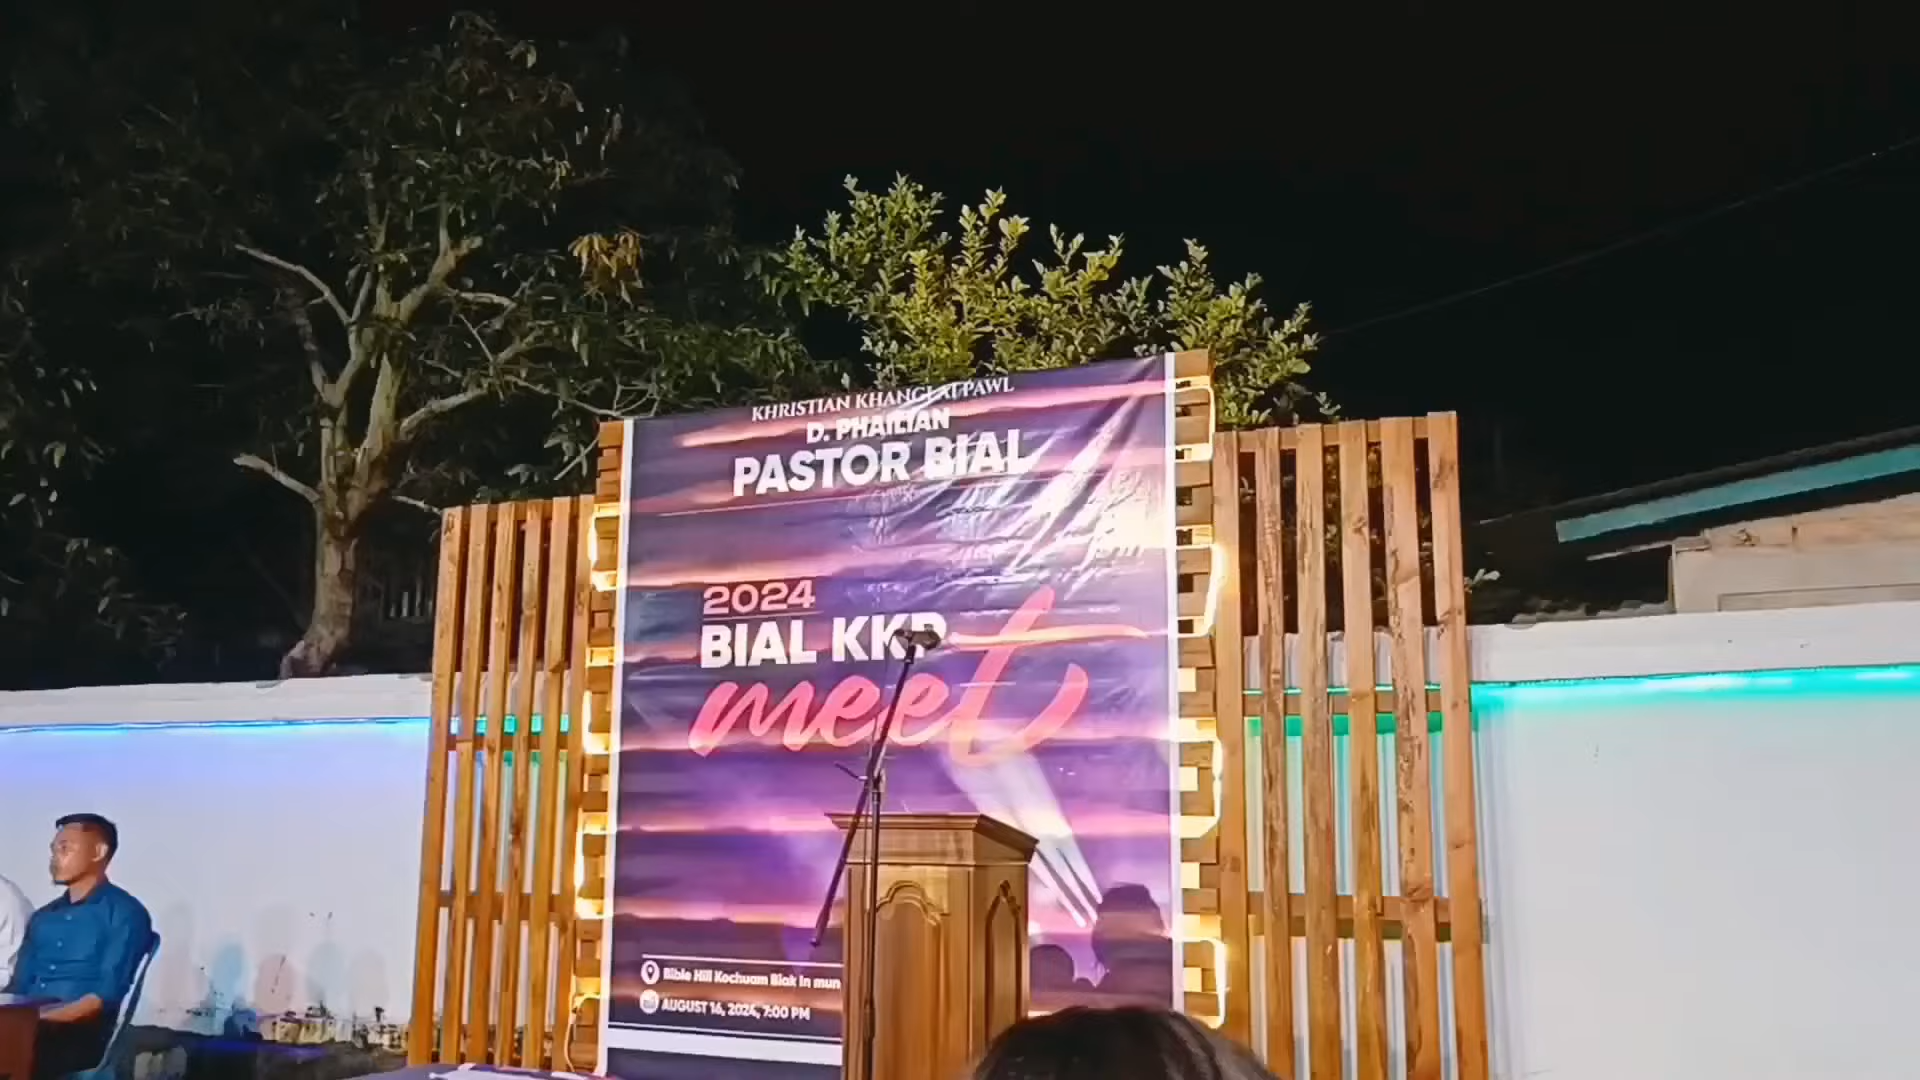 KHRISTIAN KHANGLAI PAWL
D. PHAILIAN
PASTOR BIAL
2024
BIAL KKP
meet
Bible Hill Kochuam Biak In mun
AUGUST 16, 2024, 7:00 PM